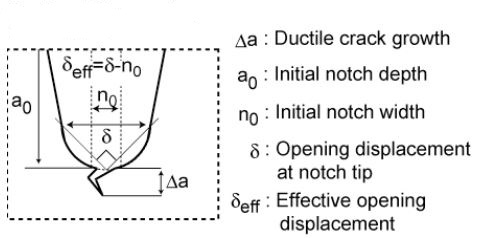 δeff=δ-n0
n0
a0
δ
Δa
Δa : Ductile crack growth
a0 : Initial notch depth
n0 : Initial notch width
δ : Opening displacement
at notch tip
δeff : Effective opening
displacement